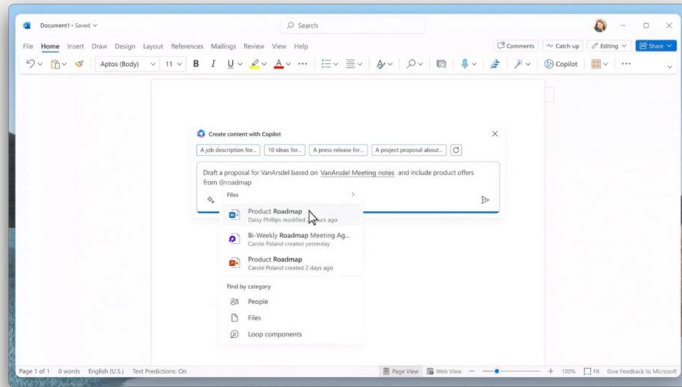 Document1 • Saved
Search
File Home Insert Draw Design Layout References Mailings Review View Help
Comments Catch-up Editing Share
Aptos (Body) 11 B I U A Copilot
Create content with Copilot
A job description for... 10 ideas for... A press release for... A project proposal about...
Draft a proposal for VanArsdel based on VanArsdel Meeting notes and include product offers
from @roadmap
Files
Product Roadmap
Daisy Phillips modified ago
Bi-Weekly Roadmap Meeting Ag...
Carole Poland created yesterday
Product Roadmap
Carole Poland created 2 days ago
Find by category
People
Files
Loop components
Page 1 of 1 0 words English (U.S.) Text Predictions: On Page View Web View 100% Fit Give Feedback to Microsoft